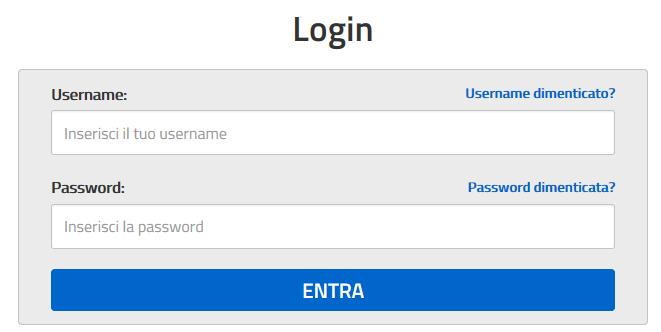 Login
Username: Username dimenticato?
Inserisci il tuo username
Password: Password dimenticata?
Inserisci la password
ENTRA